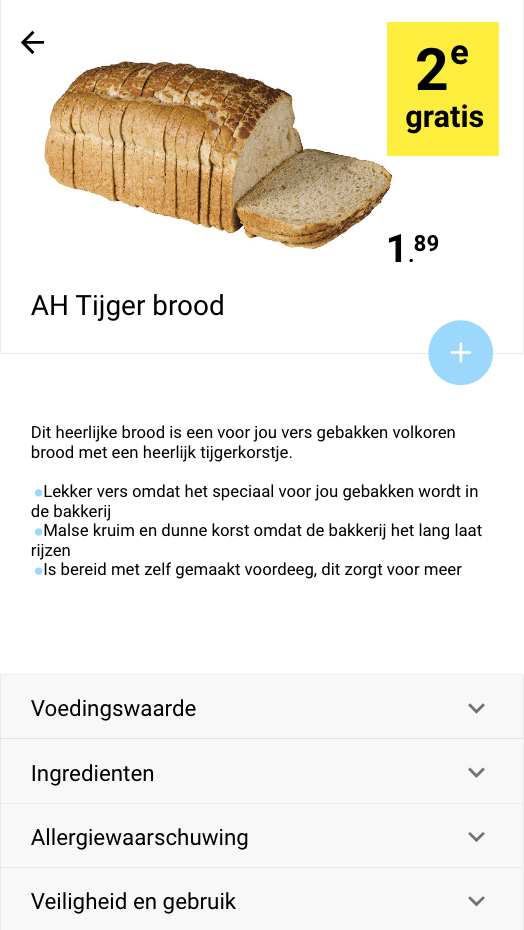 2e
gratis
1.89
AH Tijger brood
Dit heerlijke brood is een voor jou vers gebakken volkoren
brood met een heerlijk tijgerkorstje.
Lekker vers omdat het speciaal voor jou gebakken wordt in
de bakkerij
Malse kruim en dunne korst omdat de bakkerij het lang laat
rijzen
Is bereid met zelf gemaakt voordeeg, dit zorgt voor meer
Voedingswaarde
Ingredienten
Allergiewaarschuwing
Veiligheid en gebruik